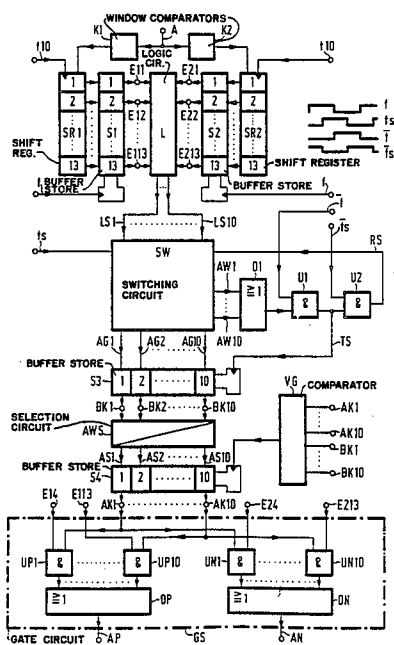 WINDOW COMPARATORS
K1 A K2
LOGIC CIR.
f10 f10
E11 E21
1 1 1 1
2 2 E12 L E22 2 2
SR1 S1 S2 SR2
f
fs
f̅
f̅s
SHIFT REG. 13 13 E113 E213 13 13 SHIFT REGISTER
f BUFFER STORE BUFFER STORE f̅
f̅
LS1 LS10
f̅s
fs SW RS
SWITCHING CIRCUIT
AW1 O1 U1 U2
≥1 & &
AW10
AG1 AG2 AG10 TS
BUFFER STORE
S3 1 2 10
VG COMPARATOR
BK1 BK2 BK10 AK1
SELECTION CIRCUIT AK10
AWS BK1
AS1 AS2 AS10 BK10
BUFFER STORE
S4 1 2 10
E14 E113 AK1 AK10 E24 E213
UP1 & & UP10 UN1 & & UN10
≥1 OP ≥1 ON
GATE CIRCUIT AP GS AN